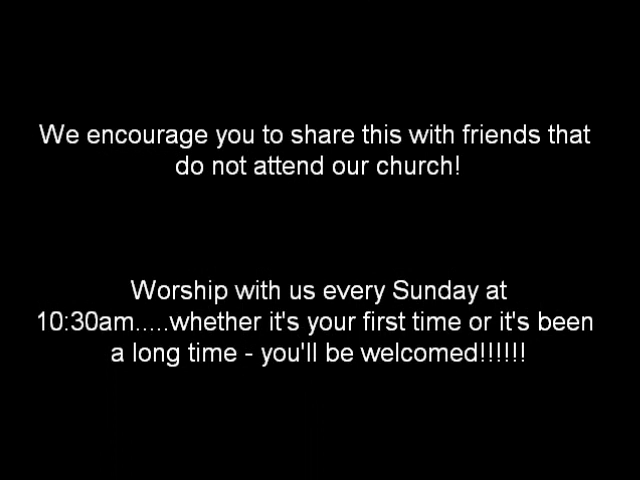 We encourage you to share this with friends that
do not attend our church!
Worship with us every Sunday at
10:30am.....whether it's your first time or it's been
a long time - you'll be welcomed!!!!!!